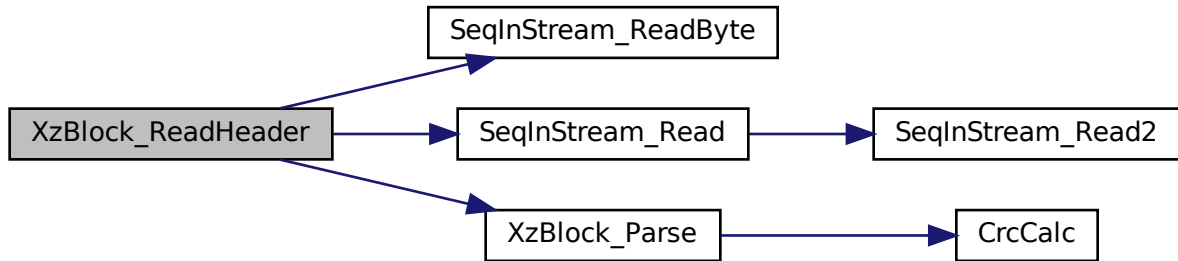 SeqInStream_ReadByte
XzBlock_ReadHeader
SeqInStream_Read
SeqInStream_Read2
XzBlock_Parse
CrcCalc